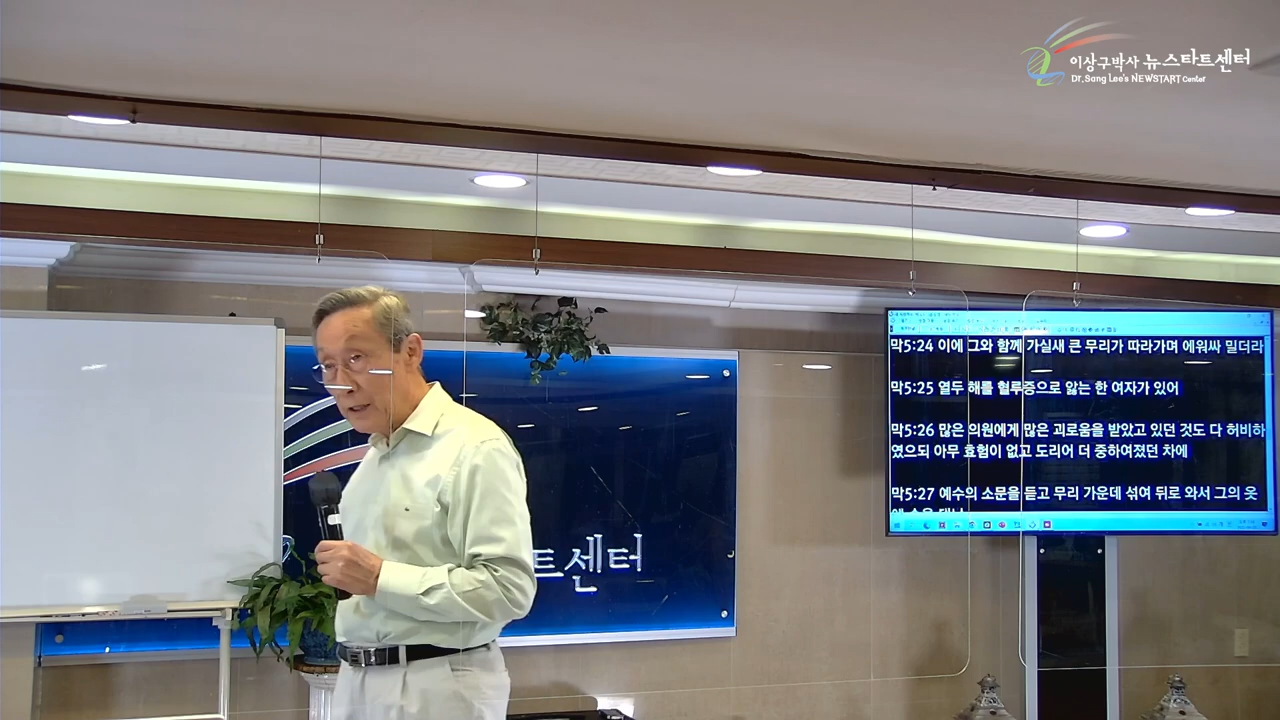 이상구박사 뉴스타트센터
Dr. Sang Lee's NEWSTART Center
막5:24 이에 그와 함께 가실새 큰 무리가 따라가며 에워싸 밀더라
막5:25 열두 해를 혈루증으로 앓는 한 여자가 있어
막5:26 많은 의원에게 많은 괴로움을 받았고 있던 것도 다 허비하
였으되 아무 효험이 없고 도리어 더 중하여졌던 차에
막5:27 예수의 소문을 듣고 무리 가운데 섞여 뒤로 와서 그의 옷
트센터